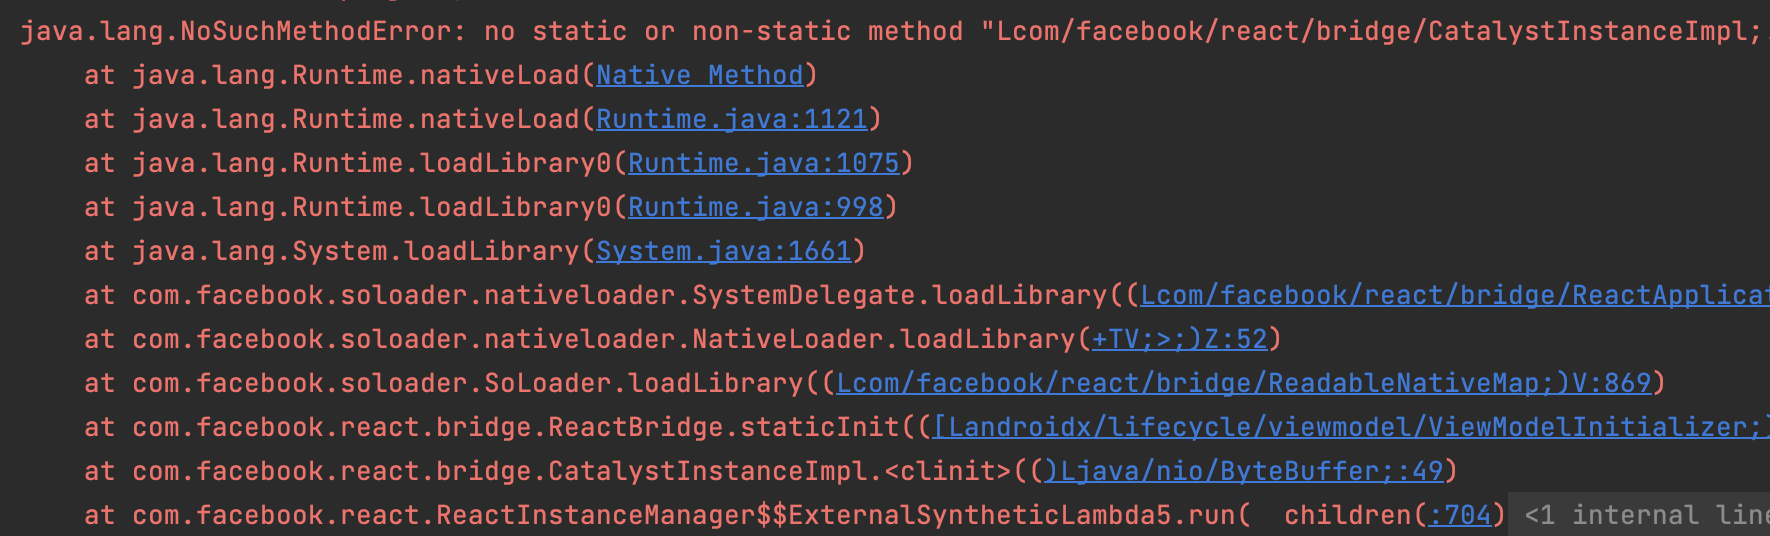 java.lang.NoSuchMethodError: no static or non-static method "Lcom/facebook/react/bridge/CatalystInstanceImpl;
at java.lang.Runtime.nativeLoad(Native Method)
at java.lang.Runtime.nativeLoad(Runtime.java:1121)
at java.lang.Runtime.loadLibrary0(Runtime.java:1075)
at java.lang.Runtime.loadLibrary0(Runtime.java:998)
at java.lang.System.loadLibrary(System.java:1661)
at com.facebook.soloader.nativeloader.SystemDelegate.loadLibrary((Lcom/facebook/react/bridge/ReactApplicat
at com.facebook.soloader.nativeloader.NativeLoader.loadLibrary(+TV;>;)Z:52)
at com.facebook.soloader.SoLoader.loadLibrary((Lcom/facebook/react/bridge/ReadableNativeMap;)V:869)
at com.facebook.react.bridge.ReactBridge.staticInit(([Landroidx/lifecycle/viewmodel/ViewModelInitializer;)
at com.facebook.react.bridge.CatalystInstanceImpl.<clinit>(()Ljava/nio/ByteBuffer;:49)
at com.facebook.react.ReactInstanceManager$$ExternalSyntheticLambda5.run(  children(:704) <1 internal line